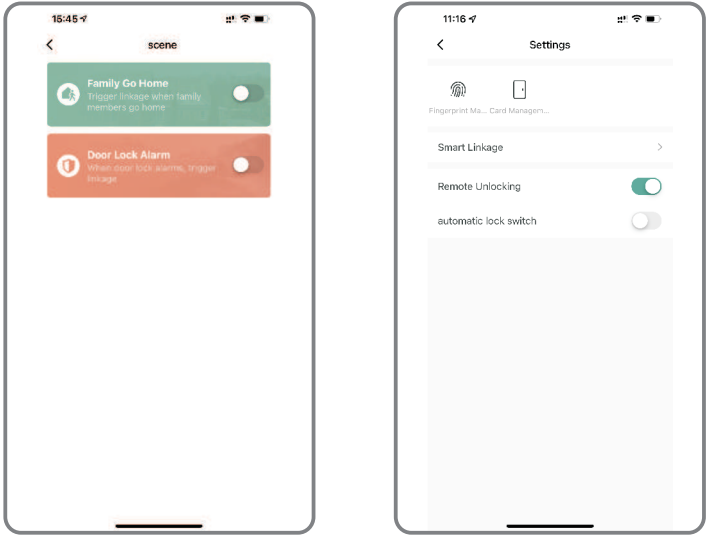 15:45
scene
Family Go Home
Trigger linkage when family
members go home
Door Lock Alarm
When door lock alarms, trigger
linkage
11:16
Settings
Fingerprint Ma... Card Managem...
Smart Linkage
Remote Unlocking
automatic lock switch